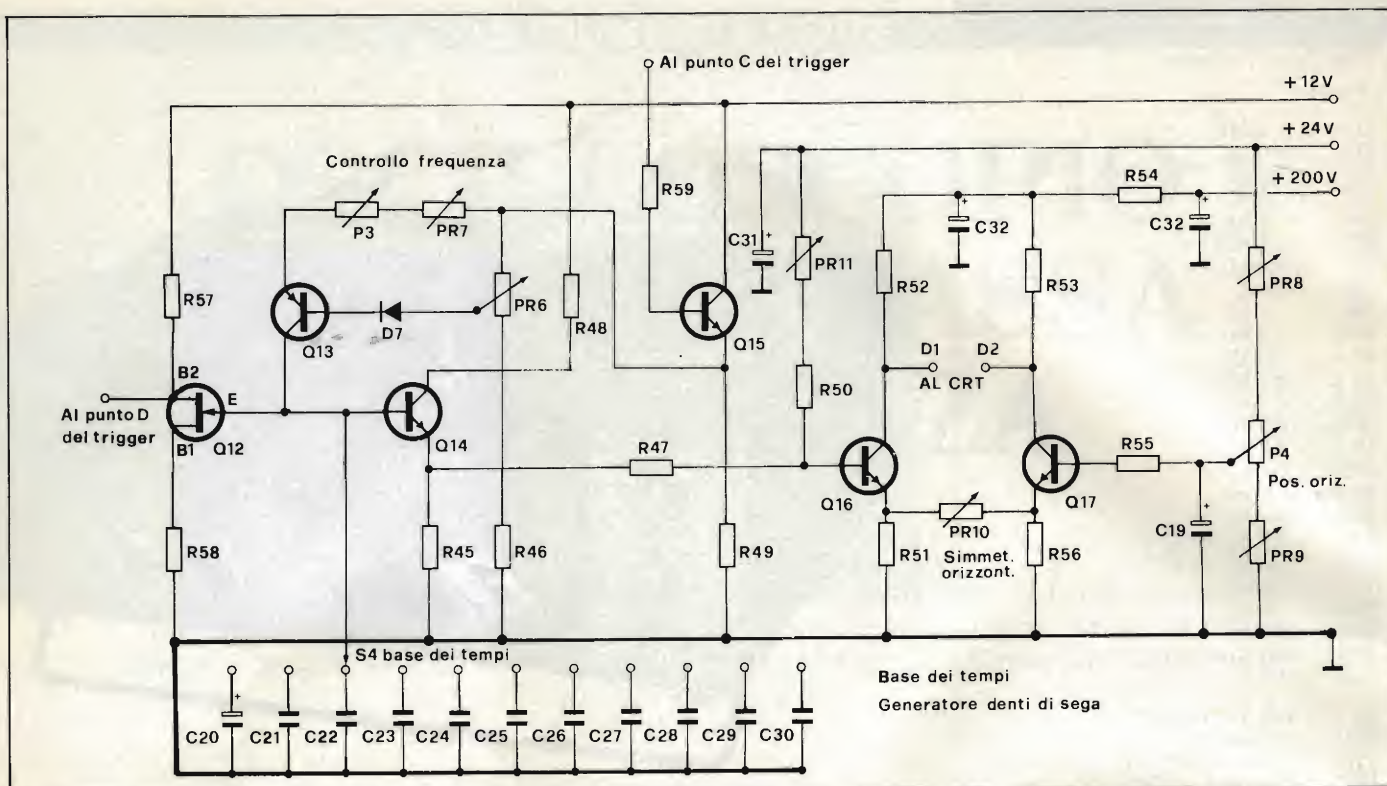 Al punto C del trigger
+12V
+24V
+200V
Controllo frequenza
R59
R54
P3
PR7
C31
+
PR11
C32
+
C32
+
R57
PR6
R48
R52
R53
PR8
Q13
D7
Q15
D1
D2
AL CRT
B2
E
R50
Al punto D
del trigger
B1
Q12
Q14
R47
R55
P4
Pos. oriz.
Q16
Q17
C19
+
R58
R45
R46
R49
R51
PR10
R56
PR9
Simmet.
orizzont.
S4 base dei tempi
Base dei tempi
Generatore denti di sega
+
C20
C21
C22
C23
C24
C25
C26
C27
C28
C29
C30